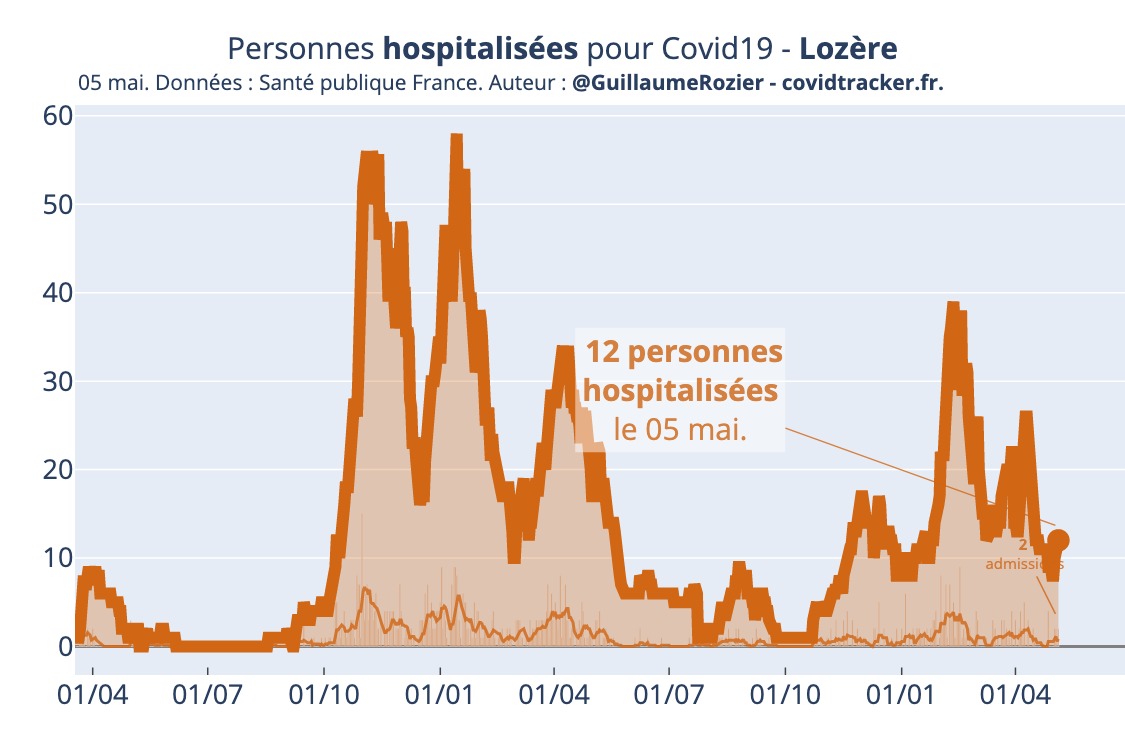 Personnes hospitalisées pour Covid19 - Lozère
05 mai. Données : Santé publique France. Auteur : @GuillaumeRozier - covidtracker.fr.
60
50
40
30
20
10
0
12 personnes
hospitalisées
le 05 mai.
2
admissions
01/04 01/07 01/10 01/01 01/04 01/07 01/10 01/01 01/04